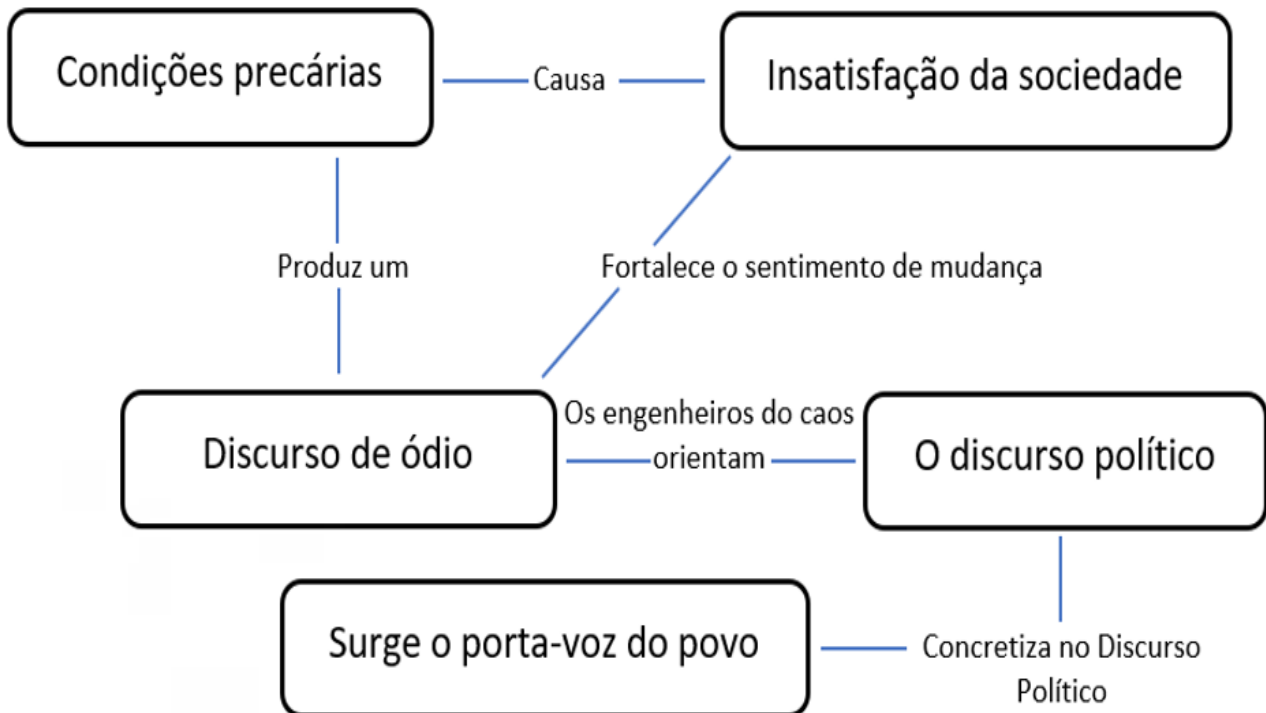 Condições precárias
Causa
Insatisfação da sociedade
Produz um
Fortalece o sentimento de mudança
Discurso de ódio
Os engenheiros do caos
orientam
O discurso político
Surge o porta-voz do povo
Concretiza no Discurso
Político